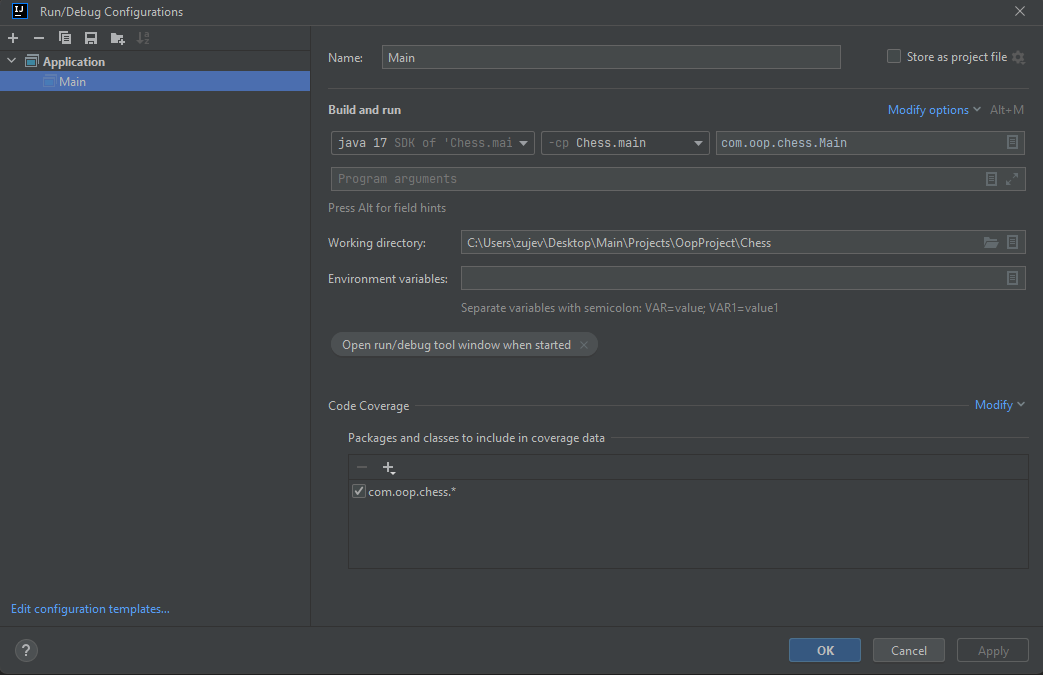 IJ
Run/Debug Configurations
Application
Main
Name:
Main
Store as project file
Build and run
Modify options Alt+M
java 17 SDK of 'Chess.mai
-cp Chess.main
com.oop.chess.Main
Program arguments
Press Alt for field hints
Working directory:
C:\Users\zujev\Desktop\Main\Projects\OopProject\Chess
Environment variables:
Separate variables with semicolon: VAR=value; VAR1=value1
Open run/debug tool window when started
Code Coverage
Modify
Packages and classes to include in coverage data
com.oop.chess.*
Edit configuration templates...
?
OK
Cancel
Apply